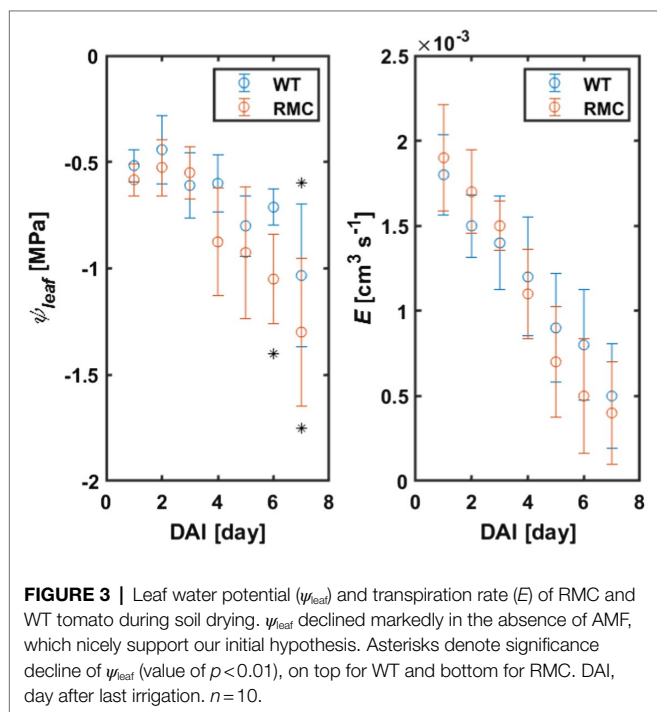 0
-0.5
-1
-1.5
-2
ψleaf [MPa]
WT
RMC
0 2 4 6 8
DAI [day]
*
*
*
×10⁻³
2.5
2
1.5
1
0.5
0
E [cm³ s⁻¹]
WT
RMC
0 2 4 6 8
DAI [day]
FIGURE 3 | Leaf water potential (ψleaf) and transpiration rate (E) of RMC and
WT tomato during soil drying. ψleaf declined markedly in the absence of AMF,
which nicely support our initial hypothesis. Asterisks denote significance
decline of ψleaf (value of p<0.01), on top for WT and bottom for RMC. DAI,
day after last irrigation. n=10.